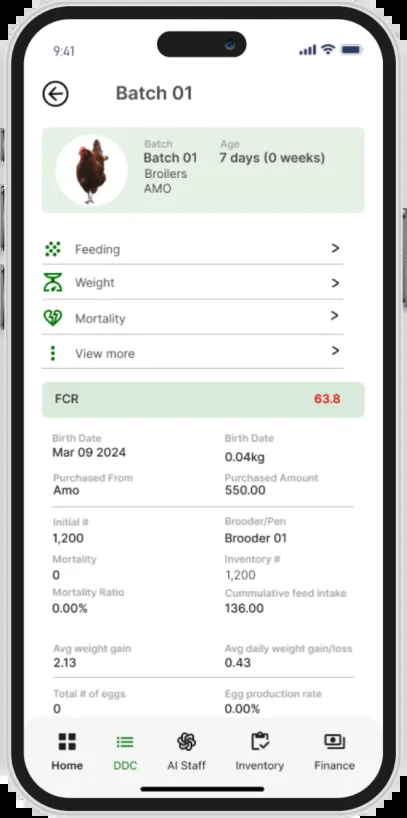 9:41
Batch 01
Batch Age
Batch 01 7 days (0 weeks)
Broilers
AMO
Feeding >
Weight >
Mortality >
View more >
FCR 63.8
Birth Date Birth Date
Mar 09 2024 0.04kg
Purchased From Purchased Amount
Amo 550.00
Initial # Brooder/Pen
1,200 Brooder 01
Mortality Inventory #
0 1,200
Mortality Ratio Cummulative feed intake
0.00% 136.00
Avg weight gain Avg daily weight gain/loss
2.13 0.43
Total # of eggs Egg production rate
0 0.00%
Home DDC AI Staff Inventory Finance